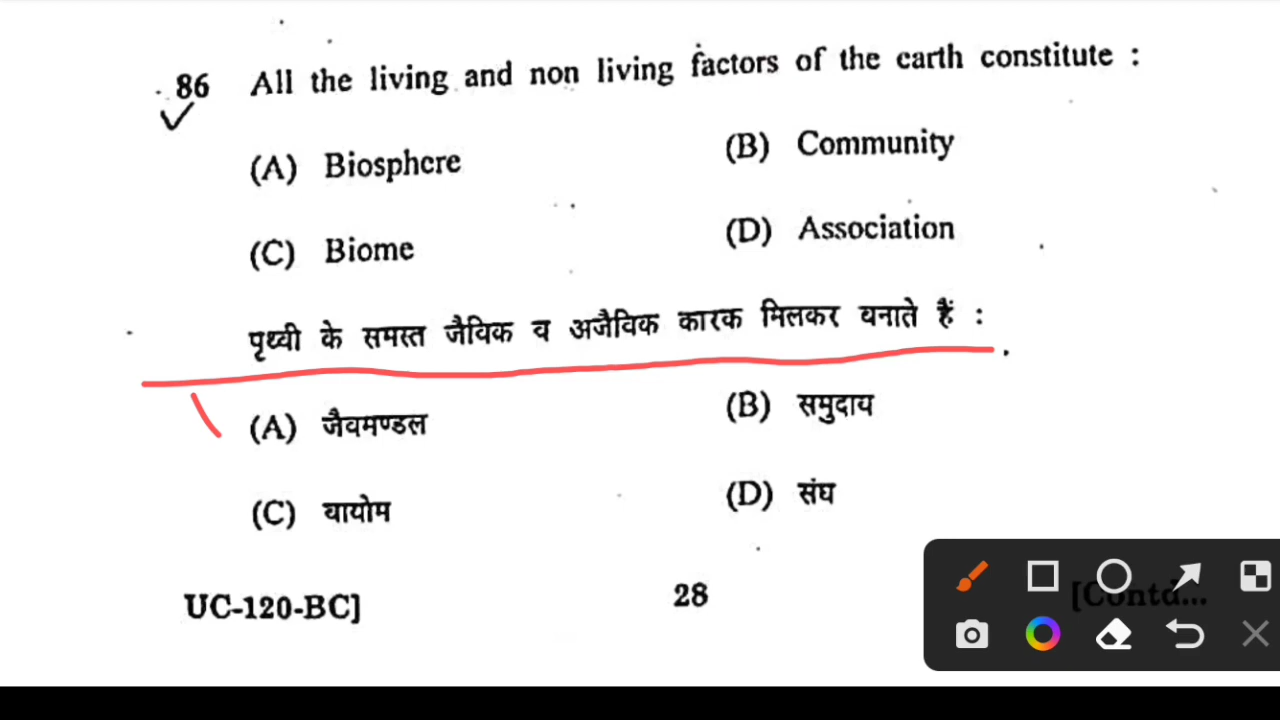 86 All the living and non living factors of the earth constitute :
(A) Biosphere (B) Community
(C) Biome (D) Association
पृथ्वी के समस्त जैविक व अजैविक कारक मिलकर बनाते हैं :
(A) जैवमण्डल (B) समुदाय
(C) बायोम (D) संघ
UC-120-BC] 28 [Contd...